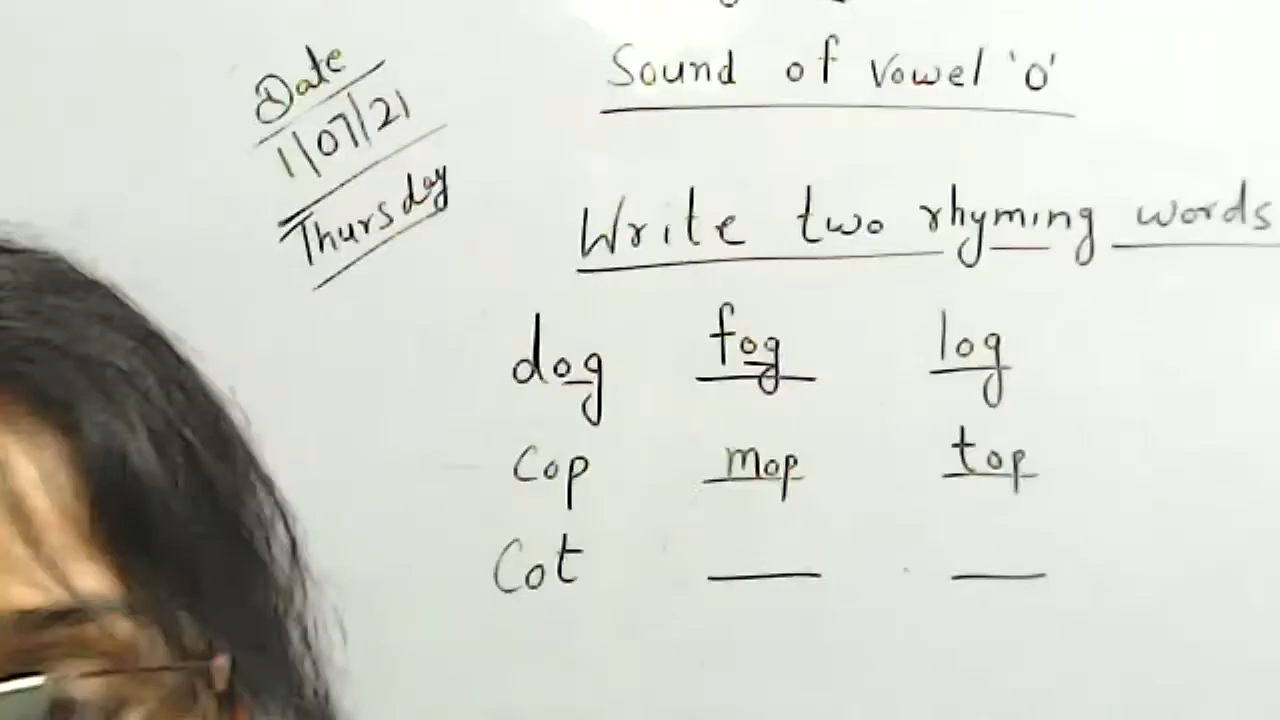 Date
1/07/21
Thursday
Sound of Vowel 'O'
Write two rhyming words
dog fog log
Cop mop top
Cot